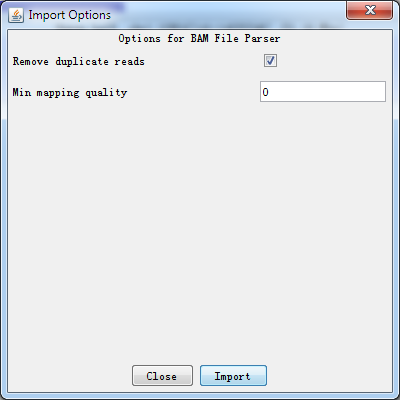 Import Options
Options for BAM File Parser
Remove duplicate reads
Min mapping quality 0
Close Import